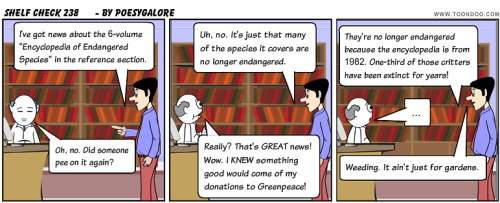 SHELF CHECK 238 - BY POESYGALORE
WWW.TOONDOO.COM
I've got news about the 6-volume
"Encyclopedia of Endangered
Species" in the reference section.
Oh, no. Did someone
pee on it again?
Uh, no. It's just that many
of the species it covers are
no longer endangered.
Really? That's GREAT news!
Wow. I KNEW something
good would come of my
donations to Greenpeace!
They're no longer endangered
because the encyclopedia is from
1982. One-third of those critters
have been extinct for years!
...
Weeding. It ain't just for gardens.